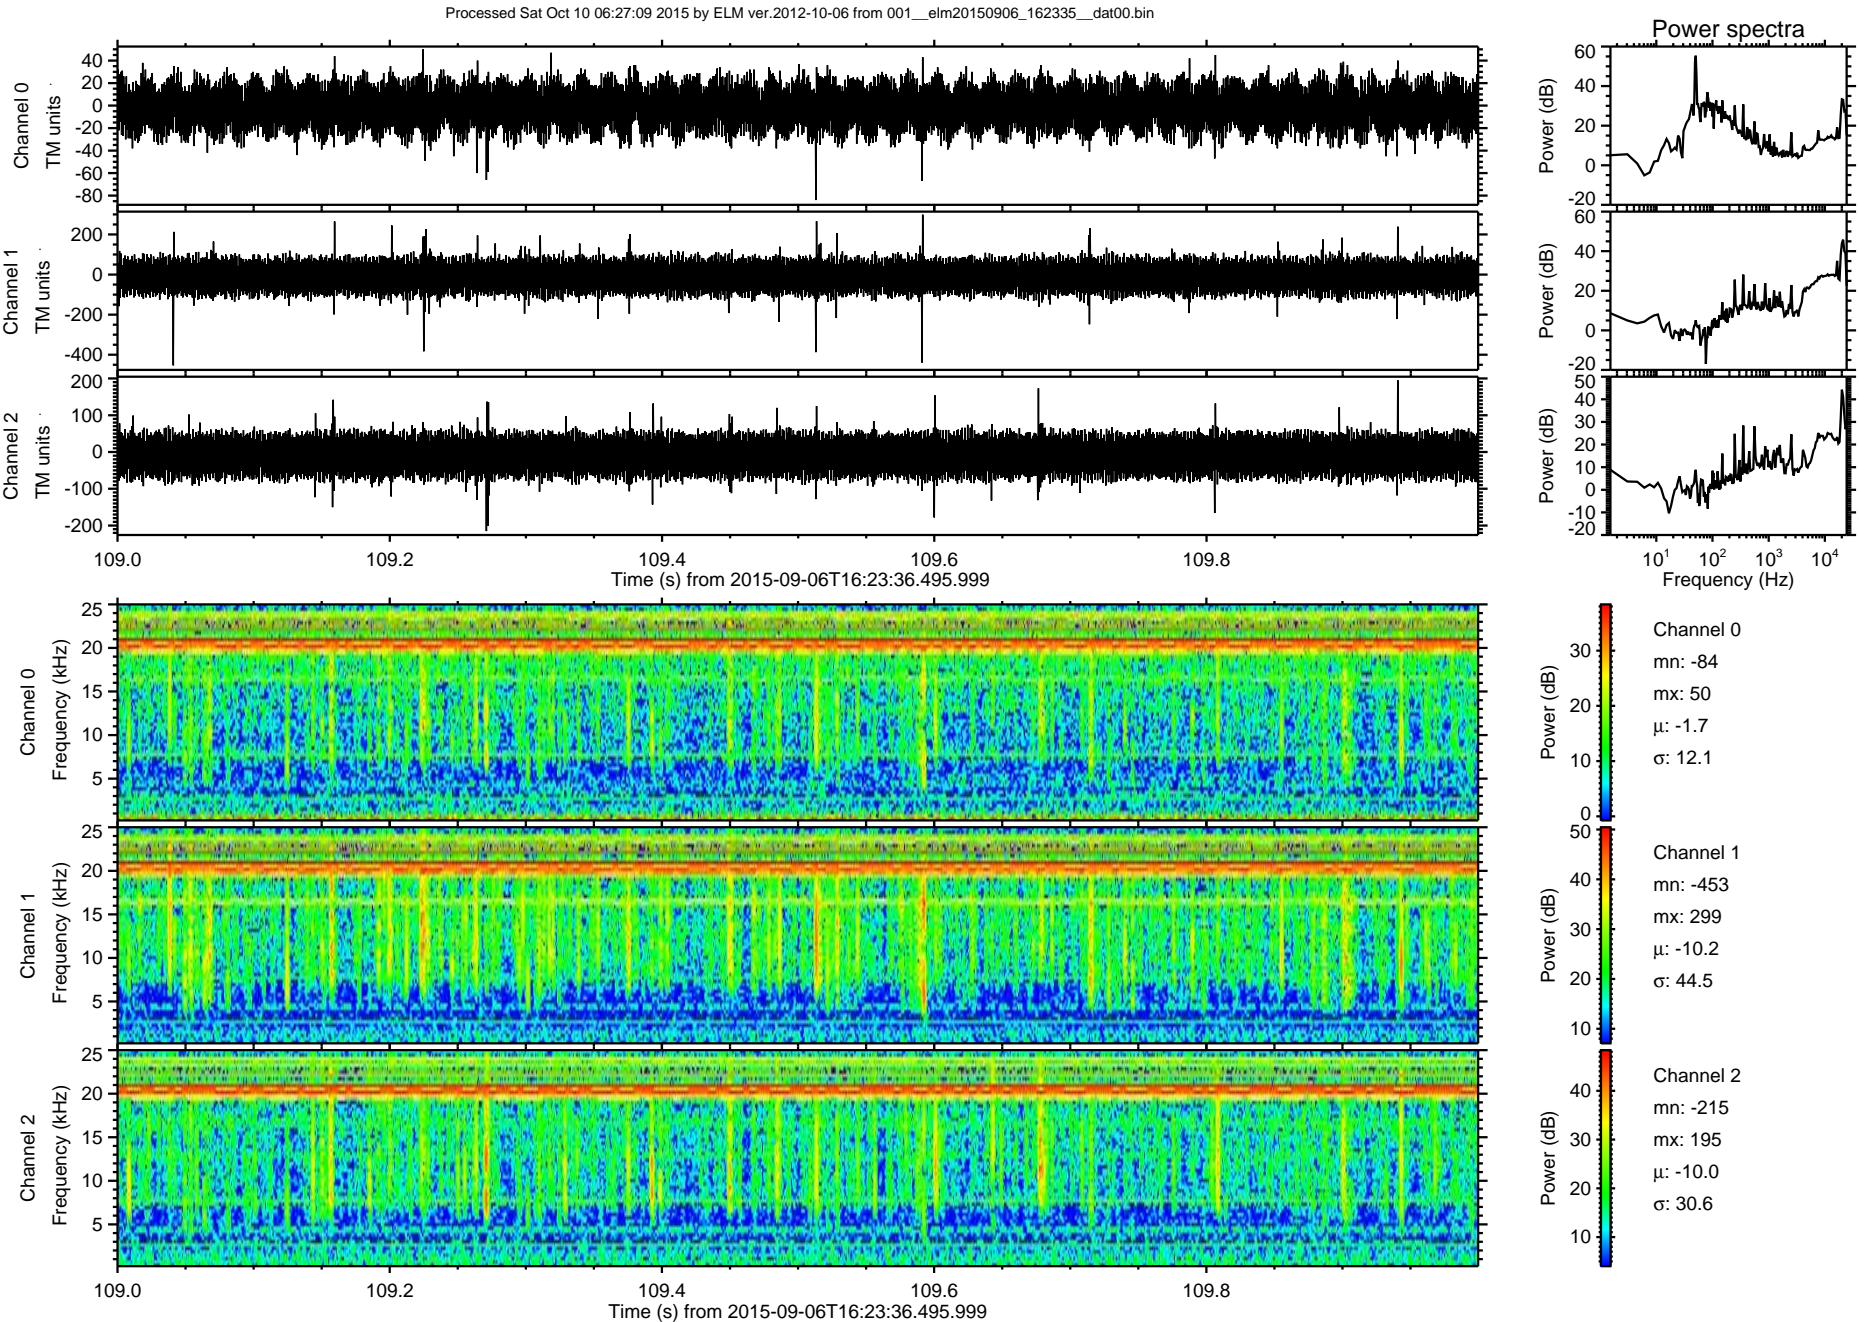 Processed Sat Oct 10 06:27:09 2015 by ELM ver.2012-10-06 from 001__elm20150906_162335__dat00.bin
Power spectra
Channel 0
TM units
40
20
0
-20
-40
-60
-80
Power (dB)
60
40
20
0
-20
Channel 1
TM units
200
0
-200
-400
Power (dB)
60
40
20
0
-20
Channel 2
TM units
200
100
0
-100
-200
Power (dB)
50
40
30
20
10
0
-10
-20
109.0 109.2 109.4 109.6 109.8
Time (s) from 2015-09-06T16:23:36.495.999
10^1 10^2 10^3 10^4
Frequency (Hz)
Channel 0
Frequency (kHz)
25
20
15
10
5
Power (dB)
30
20
10
0
Channel 0
mn: -84
mx: 50
μ: -1.7
σ: 12.1
Channel 1
Frequency (kHz)
25
20
15
10
5
Power (dB)
50
40
30
20
10
Channel 1
mn: -453
mx: 299
μ: -10.2
σ: 44.5
Channel 2
Frequency (kHz)
25
20
15
10
5
Power (dB)
40
30
20
10
Channel 2
mn: -215
mx: 195
μ: -10.0
σ: 30.6
109.0 109.2 109.4 109.6 109.8
Time (s) from 2015-09-06T16:23:36.495.999